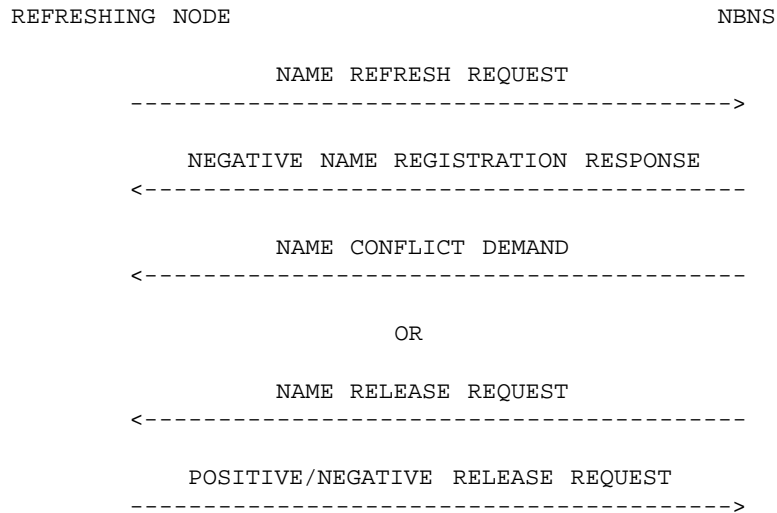 REFRESHING NODE NBNS
NAME REFRESH REQUEST
----------------------------------------->
NEGATIVE NAME REGISTRATION RESPONSE
<-----------------------------------------
NAME CONFLICT DEMAND
<-----------------------------------------
OR
NAME RELEASE REQUEST
<-----------------------------------------
POSITIVE/NEGATIVE RELEASE REQUEST
----------------------------------------->